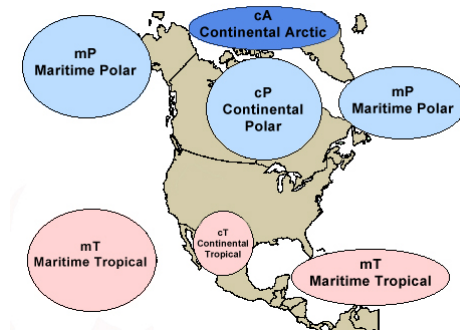 cA
Continental Arctic
mP
Maritime Polar
cP
Continental
Polar
mP
Maritime Polar
mT
Maritime Tropical
cT
Continental
Tropical
mT
Maritime Tropical